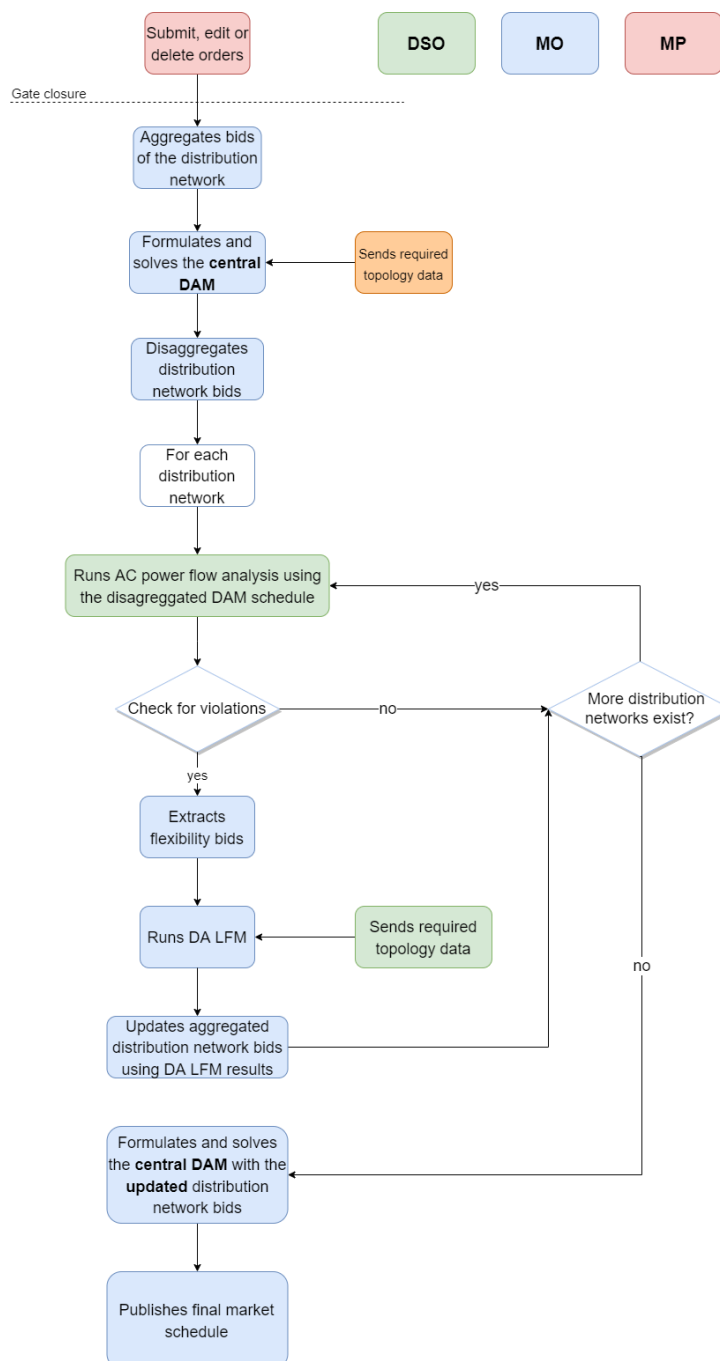 Submit, edit or
delete orders
DSO
MO
MP
Gate closure
Aggregates bids
of the distribution
network
Formulates and
solves the central
DAM
Sends required
topology data
Disaggregates
distribution
network bids
For each
distribution
network
Runs AC power flow analysis using
the disagreggated DAM schedule
yes
Check for violations
no
More distribution
networks exist?
yes
Extracts
flexibility bids
Runs DA LFM
Sends required
topology data
no
Updates aggregated
distribution network bids
using DA LFM results
Formulates and solves
the central DAM with the
updated distribution
network bids
Publishes final market
schedule